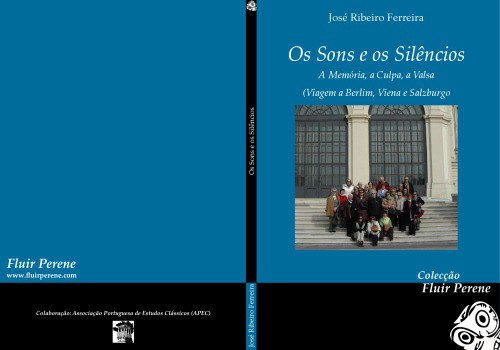 José Ribeiro Ferreira
Os Sons e os Silêncios
A Memória, a Culpa, a Valsa
(Viagem a Berlim, Viena e Salzburgo
Colecção
Fluir Perene
Os Sons e os Silêncios
José Ribeiro Ferreira
Fluir Perene
www.fluirperene.com
Colaboração: Associação Portuguesa de Estudos Clássicos (APEC)